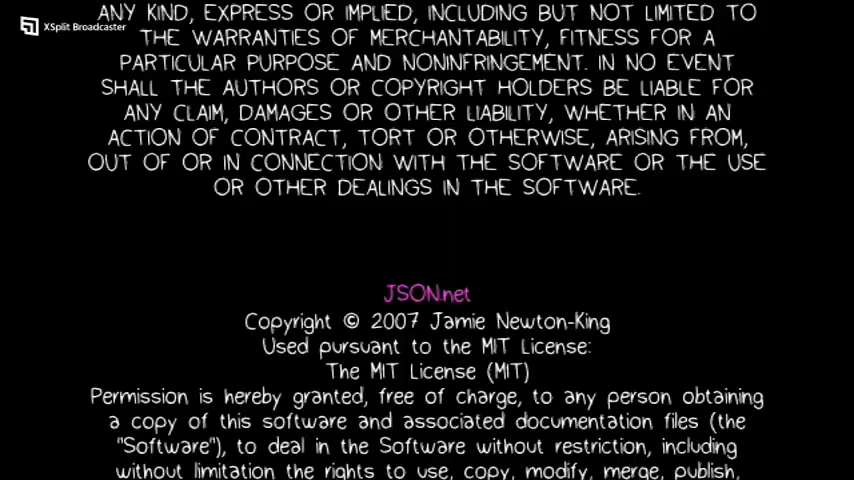 XSplit Broadcaster
ANY KIND, EXPRESS OR IMPLIED, INCLUDING BUT NOT LIMITED TO
THE WARRANTIES OF MERCHANTABILITY, FITNESS FOR A
PARTICULAR PURPOSE AND NONINFRINGEMENT. IN NO EVENT
SHALL THE AUTHORS OR COPYRIGHT HOLDERS BE LIABLE FOR
ANY CLAIM, DAMAGES OR OTHER LIABILITY, WHETHER IN AN
ACTION OF CONTRACT, TORT OR OTHERWISE, ARISING FROM,
OUT OF OR IN CONNECTION WITH THE SOFTWARE OR THE USE
OR OTHER DEALINGS IN THE SOFTWARE.
JSON.net
Copyright © 2007 Jamie Newton-King
Used pursuant to the MIT License:
The MIT License (MIT)
Permission is hereby granted, free of charge, to any person obtaining
a copy of this software and associated documentation files (the
"Software"), to deal in the Software without restriction, including
without limitation the rights to use, copy, modify, merge, publish,